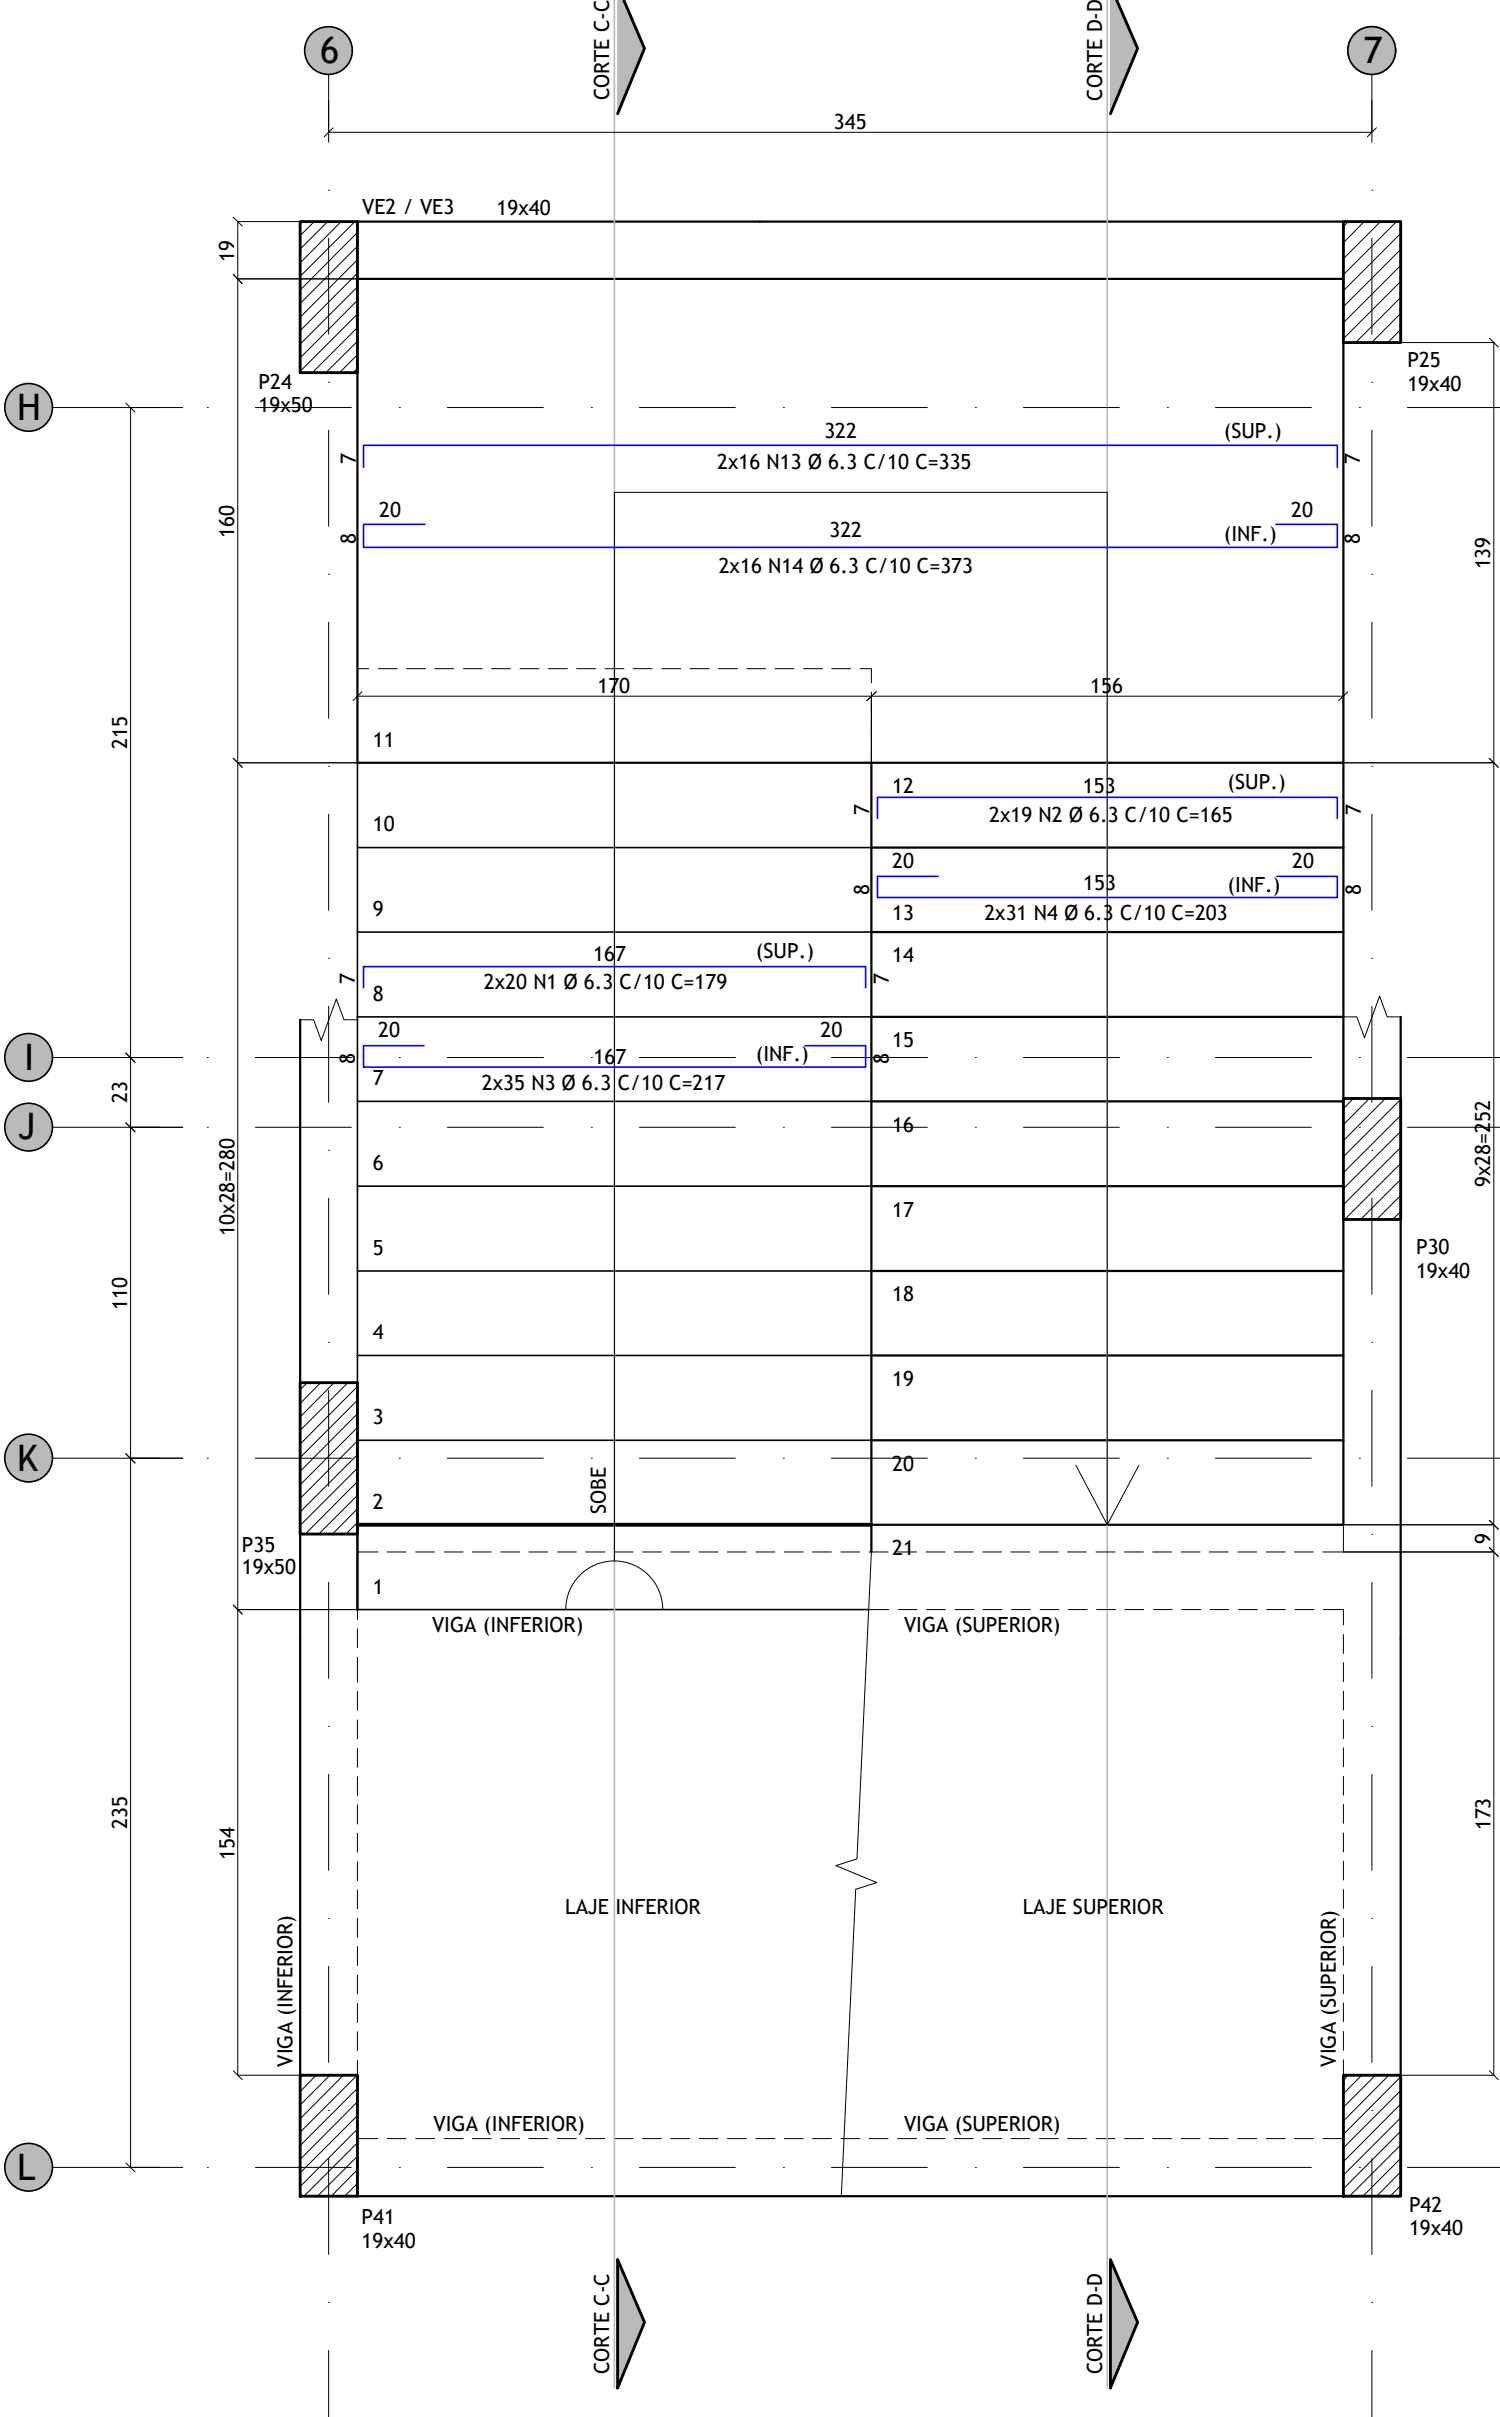 CORTE C-C
CORTE D-D
6
7
345
VE2 / VE3 19x40
19
P24
19x50
P25
19x40
H
322 (SUP.)
7
7
2x16 N13 Ø 6.3 C/10 C=335
160
20
20
8
322 (INF.)
8
2x16 N14 Ø 6.3 C/10 C=373
139
170
156
215
11
12
153 (SUP.)
7
7
2x19 N2 Ø 6.3 C/10 C=165
10
20
20
8
153 (INF.)
8
9
13
2x31 N4 Ø 6.3 C/10 C=203
167 (SUP.)
14
7
7
2x20 N1 Ø 6.3 C/10 C=179
8
20
20
15
I
8
167 (INF.)
8
7
2x35 N3 Ø 6.3 C/10 C=217
23
J
16
10x28=280
9x28=252
6
17
5
P30
19x40
110
18
4
19
3
K
20
SOBE
2
P35
19x50
21
9
1
VIGA (INFERIOR)
VIGA (SUPERIOR)
235
154
173
LAJE INFERIOR
LAJE SUPERIOR
VIGA (INFERIOR)
VIGA (SUPERIOR)
VIGA (INFERIOR)
VIGA (SUPERIOR)
L
P41
19x40
P42
19x40
CORTE C-C
CORTE D-D